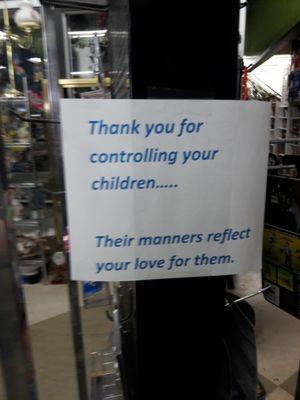 Thank you for
controlling your
children.....
Their manners reflect
your love for them.